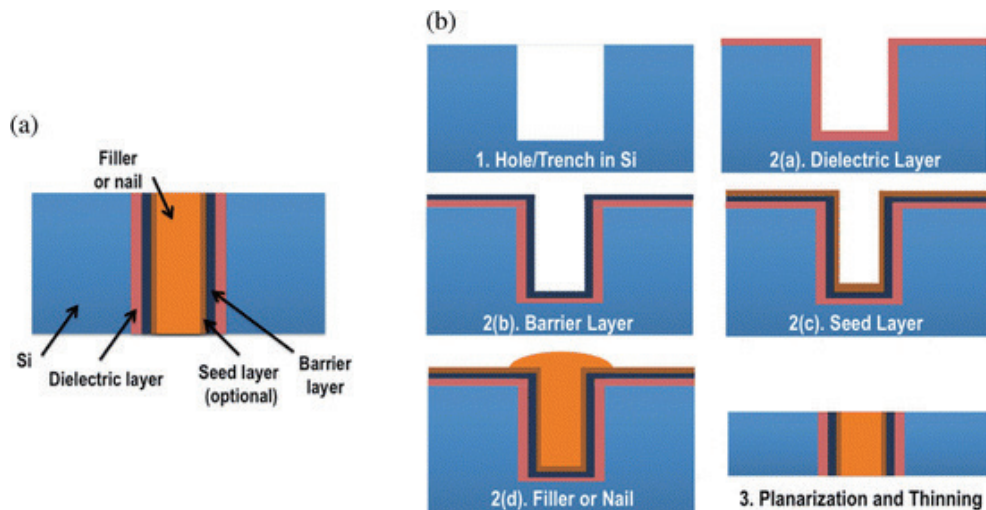 (a)
Filler
or nail
Si
Dielectric layer
Seed layer
(optional)
Barrier
layer
(b)
1. Hole/Trench in Si
2(a). Dielectric Layer
2(b). Barrier Layer
2(c). Seed Layer
2(d). Filler or Nail
3. Planarization and Thinning